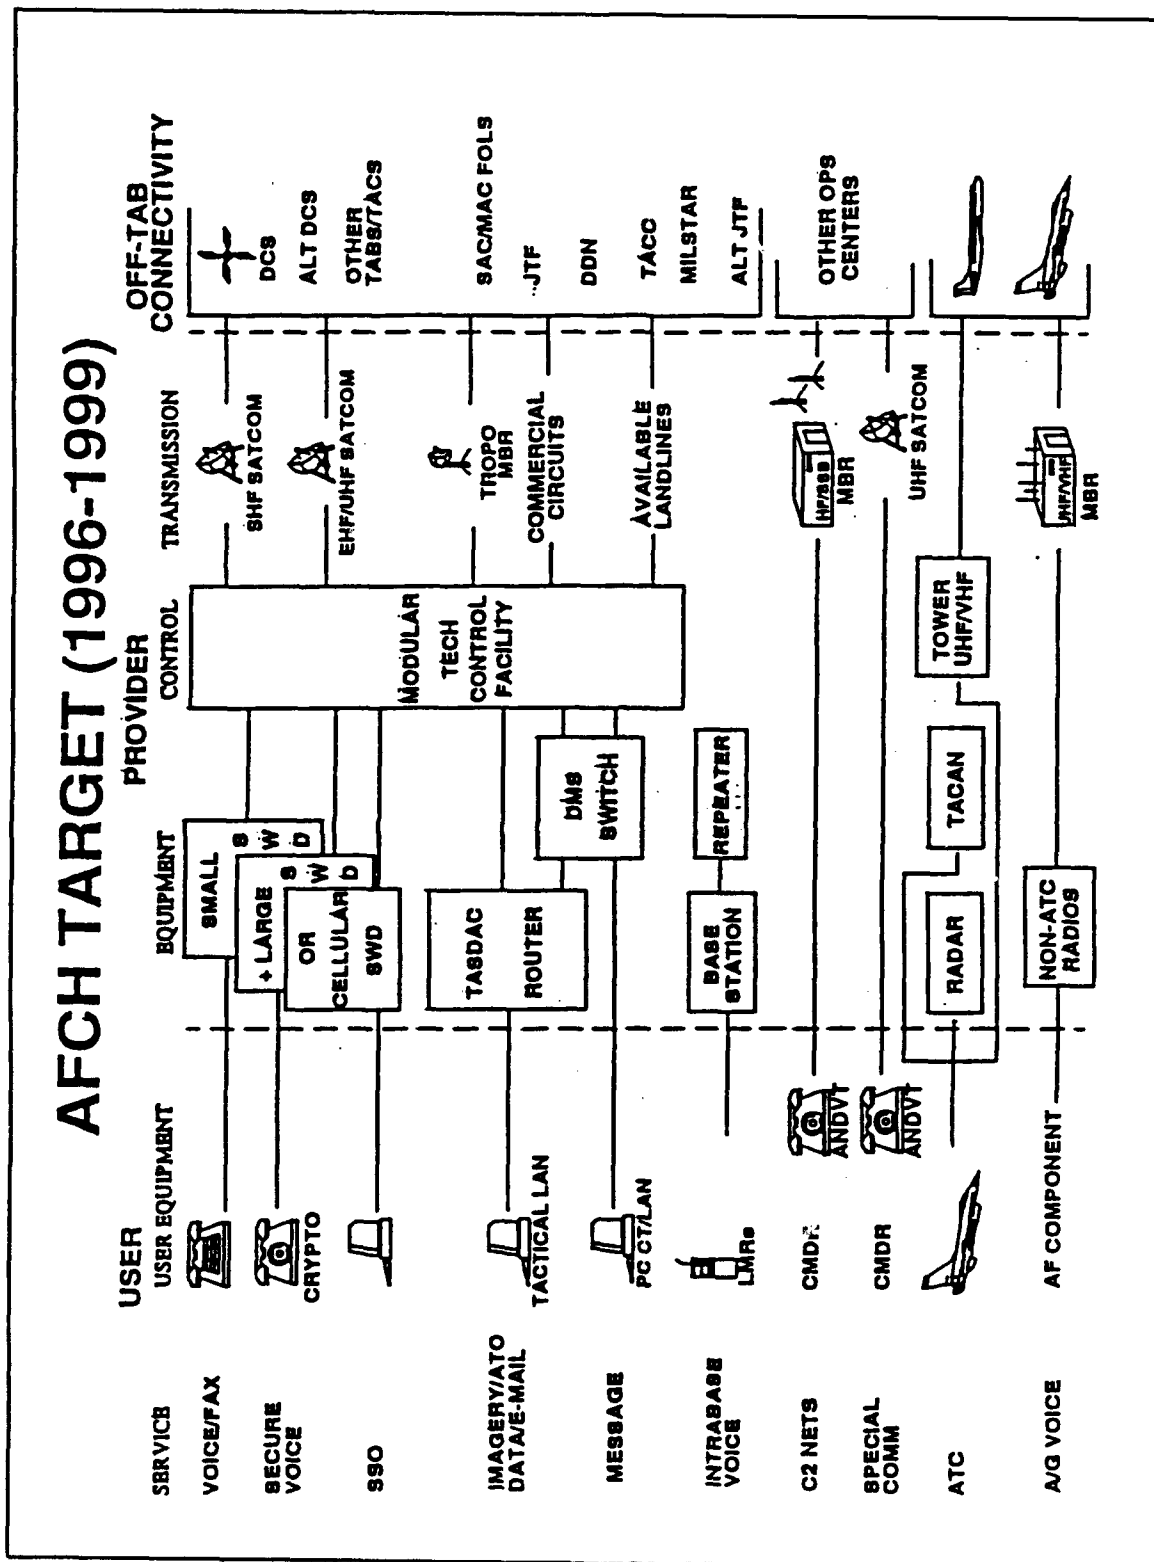 AFCH TARGET (1996-1999)
USER
PROVIDER
OFF-TAB
CONNECTIVITY
SERVICE
USER EQUIPMENT
EQUIPMENT
CONTROL
TRANSMISSION
VOICE/FAX
SMALL
S
W
D
SHF SATCOM
DCS
SECURE
VOICE
CRYPTO
+ LARGE
S
W
D
EHF/UHF SATCOM
ALT DCS
SSO
OR
CELLULAR
SWD
MODULAR
TECH
CONTROL
FACILITY
OTHER
TABS/TACS
IMAGERY/ATO
DATA/E-MAIL
TACTICAL LAN
TASDAC
ROUTER
TROPO
MBR
SAC/MAC FOLS
JTF
COMMERCIAL
CIRCUITS
DDN
MESSAGE
PC CT/LAN
DMS
SWITCH
AVAILABLE
LANDLINES
TACC
MILSTAR
INTRABASE
VOICE
LMRs
BASE
STATION
REPEATER
ALT JTF
C2 NETS
CMDR
ANDVT
HF/SSB
MBR
OTHER OPS
CENTERS
SPECIAL
COMM
CMDR
ANDVT
UHF SATCOM
ATC
RADAR
TACAN
TOWER
UHF/VHF
A/G VOICE
AF COMPONENT
NON-ATC
RADIOS
UHF/VHF
MBR